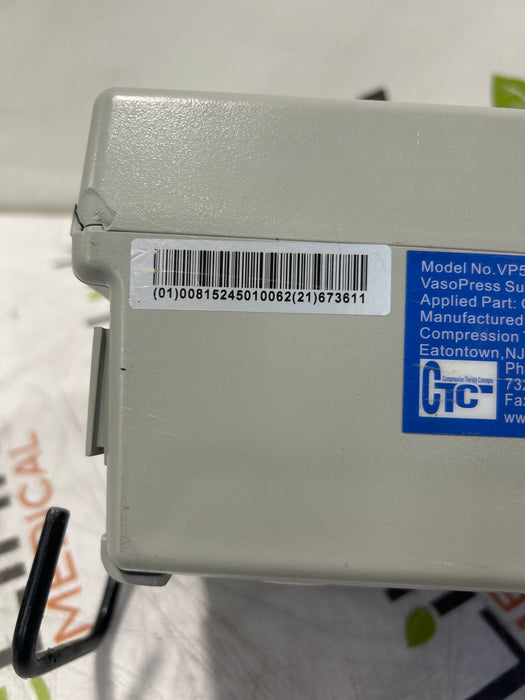 (01)00815245010062(21)673611
Model No.VP5
VasoPress Su
Applied Part:
Manufactured
Compression
Eatontown,NJ
CTC
Compression Therapy Concepts
Ph
732
Fax
ww
MEDICAL